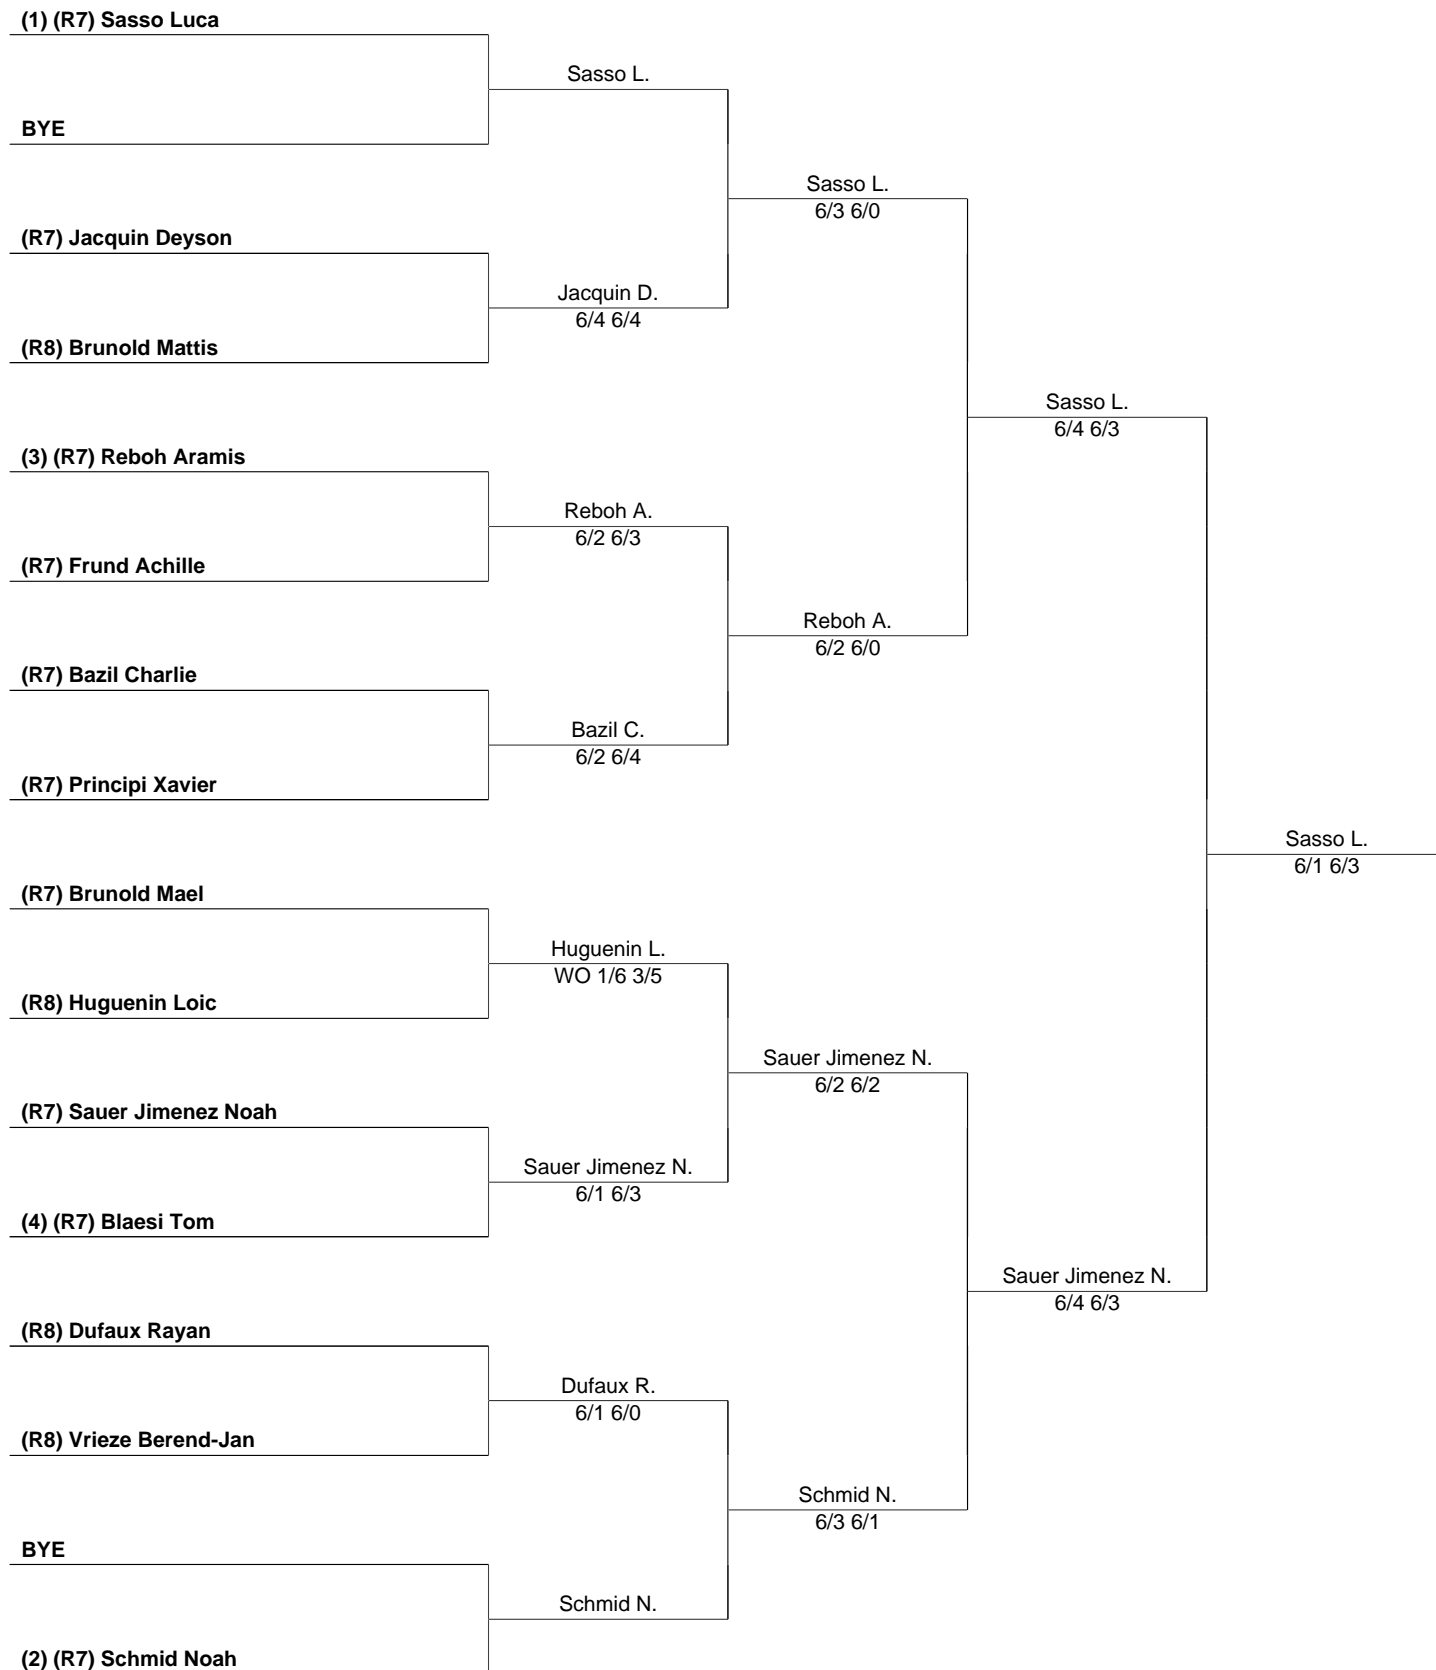 (1) (R7) Sasso Luca
Sasso L.
BYE
Sasso L.
6/3 6/0
(R7) Jacquin Deyson
Jacquin D.
6/4 6/4
(R8) Brunold Mattis
Sasso L.
6/4 6/3
(3) (R7) Reboh Aramis
Reboh A.
6/2 6/3
(R7) Frund Achille
Reboh A.
6/2 6/0
(R7) Bazil Charlie
Bazil C.
6/2 6/4
(R7) Principi Xavier
Sasso L.
6/1 6/3
(R7) Brunold Mael
Huguenin L.
WO 1/6 3/5
(R8) Huguenin Loic
Sauer Jimenez N.
6/2 6/2
(R7) Sauer Jimenez Noah
Sauer Jimenez N.
6/1 6/3
(4) (R7) Blaesi Tom
Sauer Jimenez N.
6/4 6/3
(R8) Dufaux Rayan
Dufaux R.
6/1 6/0
(R8) Vrieze Berend-Jan
Schmid N.
6/3 6/1
BYE
Schmid N.
(2) (R7) Schmid Noah